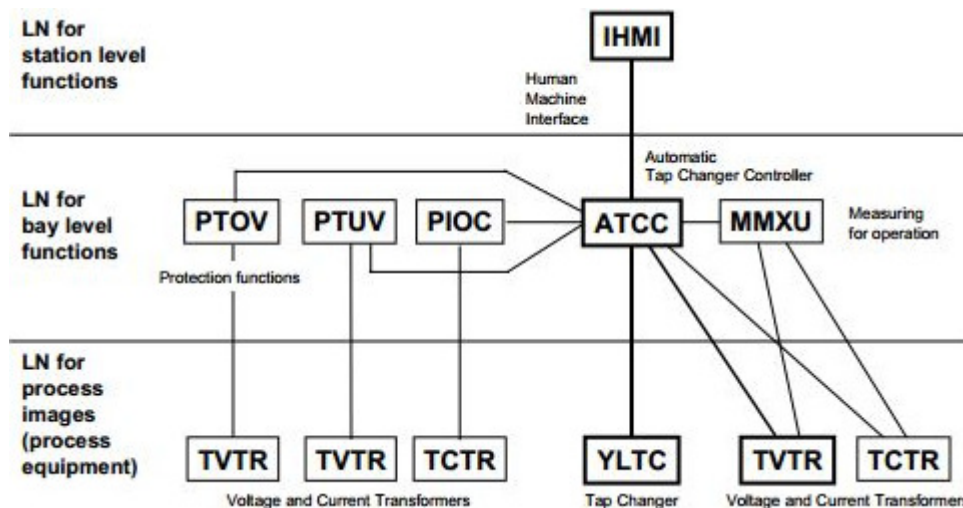 LN for
station level
functions
IHMI
Human
Machine
Interface
Automatic
Tap Changer Controller
LN for
bay level
functions
PTOV
PTUV
PIOC
ATCC
MMXU
Measuring
for operation
Protection functions
LN for
process
images
(process
equipment)
TVTR
TVTR
TCTR
YLTC
TVTR
TCTR
Voltage and Current Transformers
Tap Changer
Voltage and Current Transformers